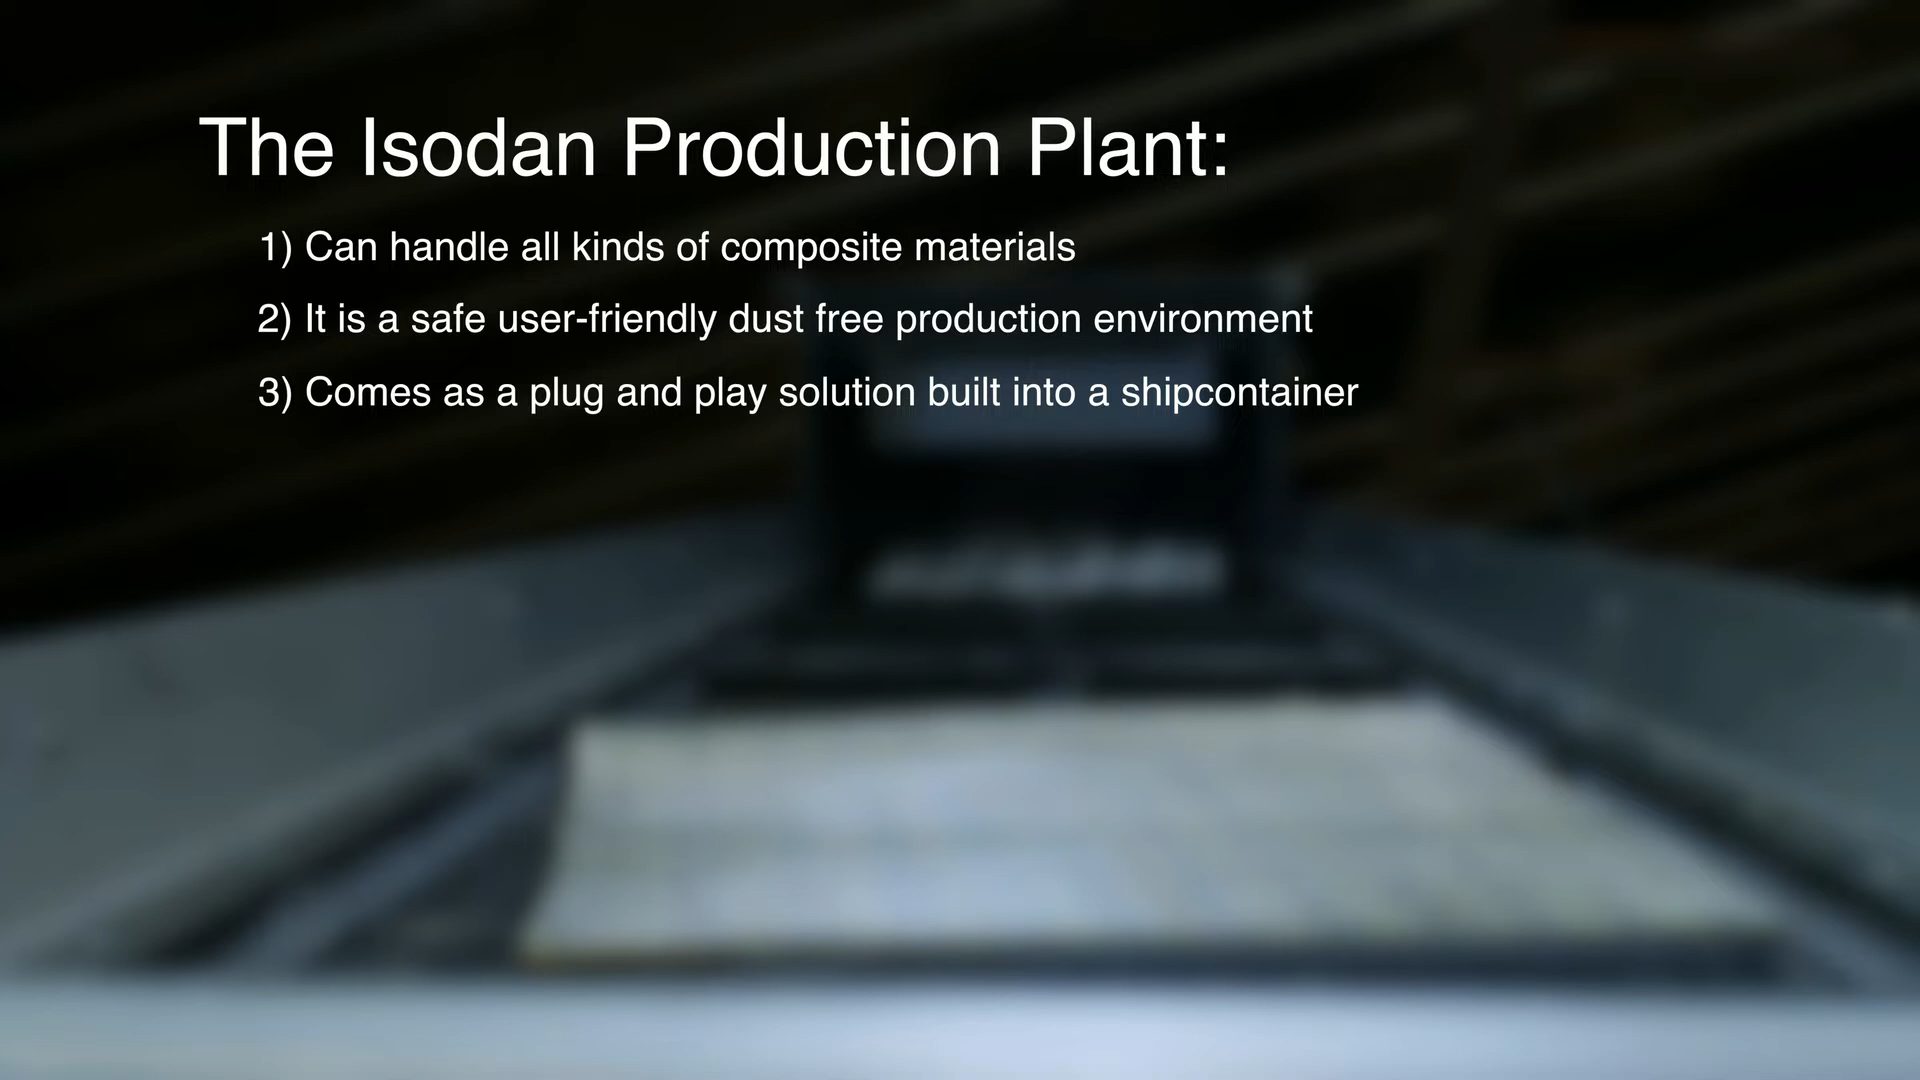 The Isodan Production Plant:
1) Can handle all kinds of composite materials
2) It is a safe user-friendly dust free production environment
3) Comes as a plug and play solution built into a shipcontainer